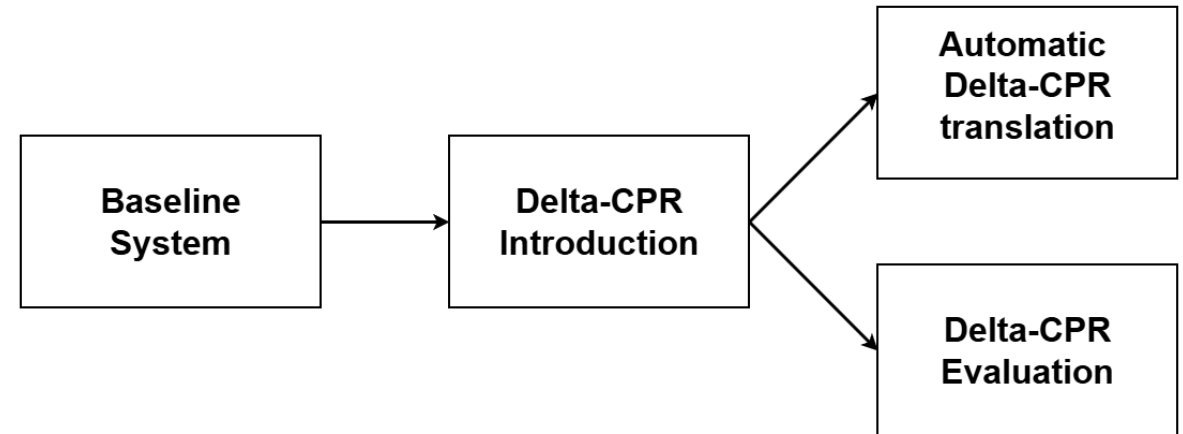 Baseline
System
Delta-CPR
Introduction
Automatic
Delta-CPR
translation
Delta-CPR
Evaluation